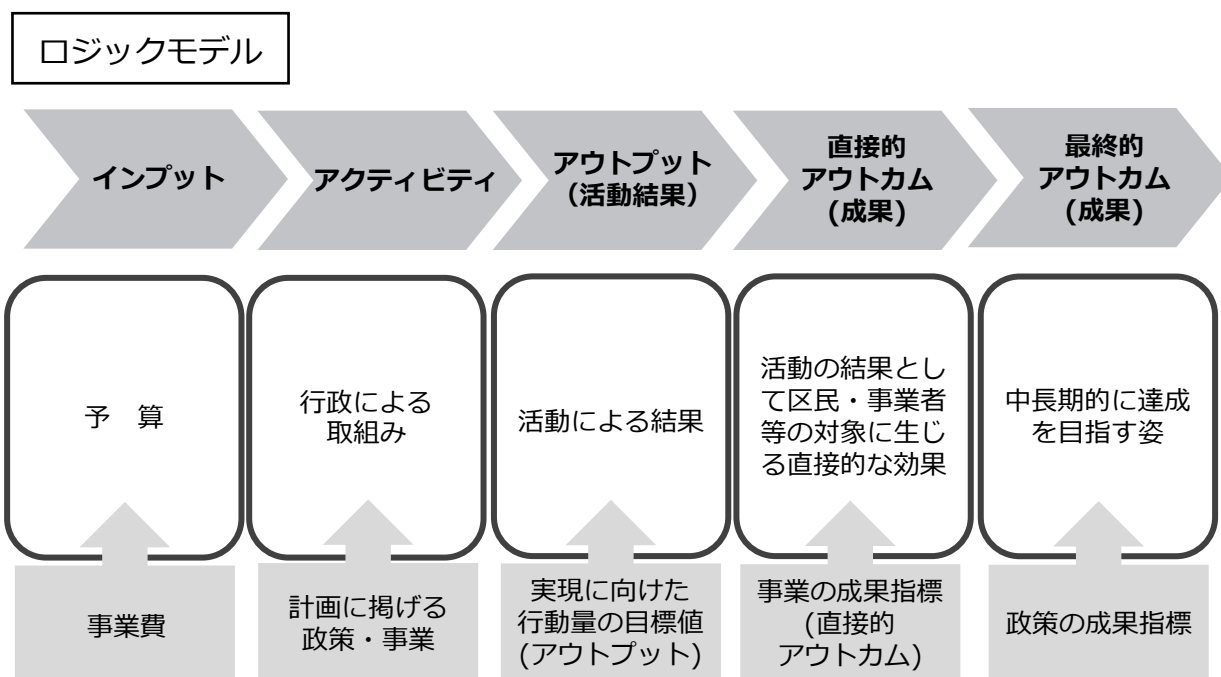 ロジックモデル
インプット
アクティビティ
アウトプット
（活動結果）
直接的
アウトカム
(成果)
最終的
アウトカム
(成果)
予　算
行政による
取組み
活動による結果
活動の結果とし
て区民・事業者
等の対象に生じ
る直接的な効果
中長期的に達成
を目指す姿
事業費
計画に掲げる
政策・事業
実現に向けた
行動量の目標値
(アウトプット)
事業の成果指標
(直接的
アウトカム)
政策の成果指標